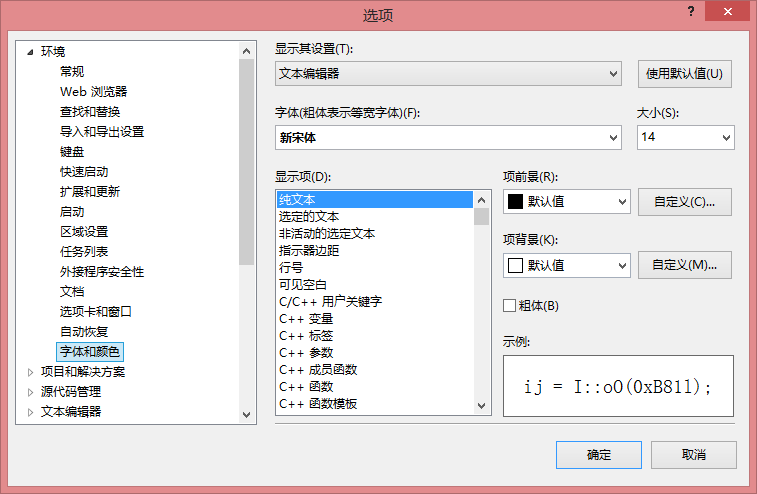 选项
?
环境
常规
Web 浏览器
查找和替换
导入和导出设置
键盘
快速启动
扩展和更新
启动
区域设置
任务列表
外接程序安全性
文档
选项卡和窗口
自动恢复
字体和颜色
项目和解决方案
源代码管理
文本编辑器
显示其设置(T):
文本编辑器
使用默认值(U)
字体(粗体表示等宽字体)(F):
大小(S):
新宋体
14
显示项(D):
纯文本
选定的文本
非活动的选定文本
指示器边距
行号
可见空白
C/C++ 用户关键字
C++ 变量
C++ 标签
C++ 参数
C++ 成员函数
C++ 函数
C++ 函数模板
项前景(R):
默认值
自定义(C)...
项背景(K):
默认值
自定义(M)...
粗体(B)
示例:
ij = I::oO(0xB81l);
确定
取消